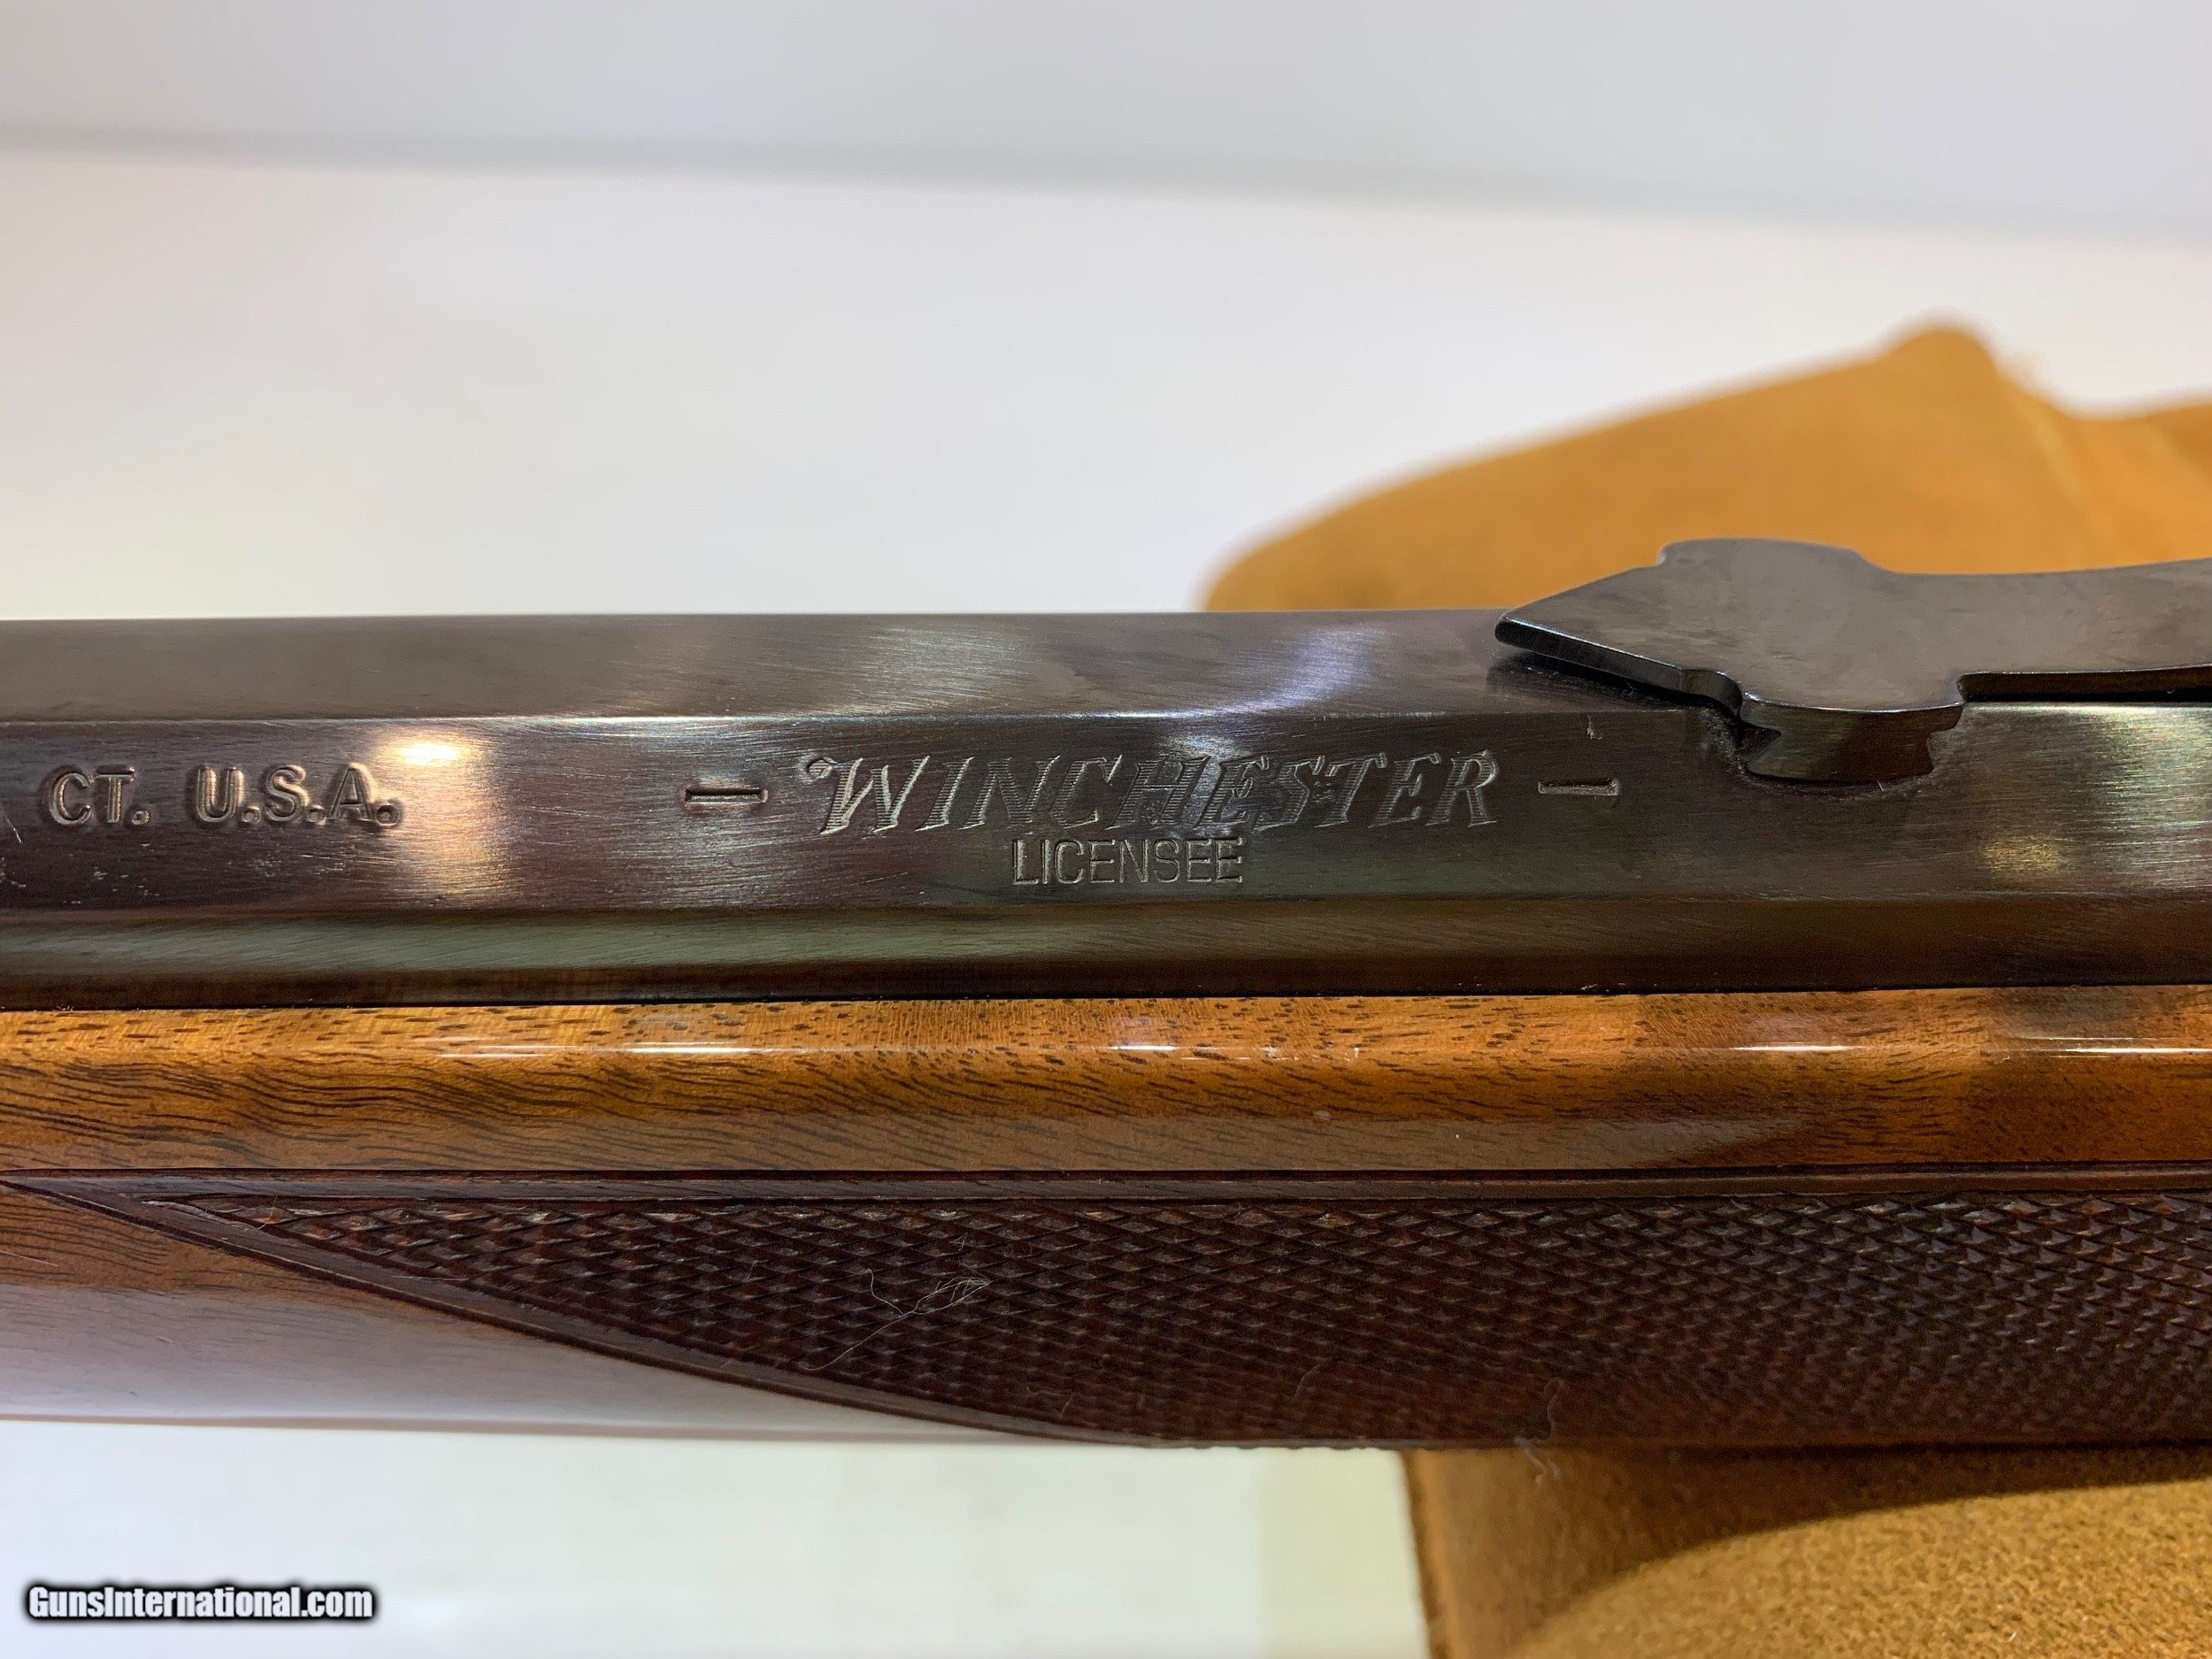 CT. U.S.A. — WINCHESTER —
LICENSEE
GunsInternational.com